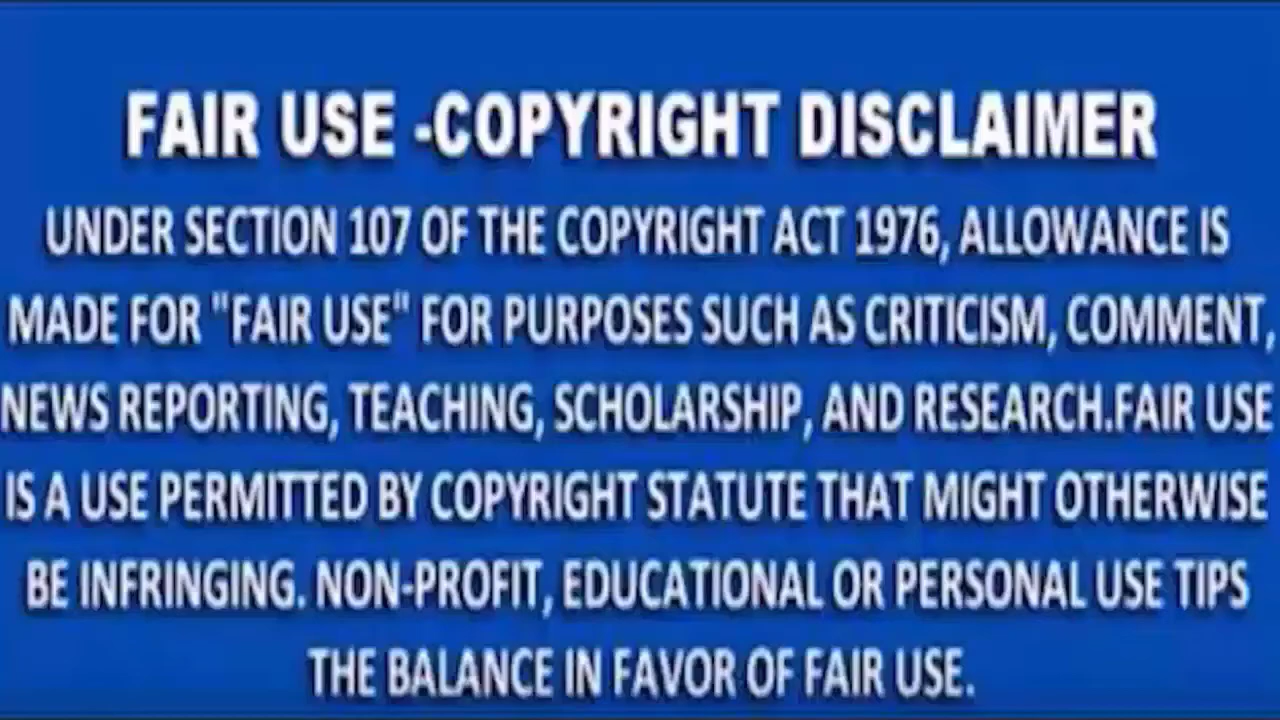 FAIR USE -COPYRIGHT DISCLAIMER
UNDER SECTION 107 OF THE COPYRIGHT ACT 1976, ALLOWANCE IS
MADE FOR "FAIR USE" FOR PURPOSES SUCH AS CRITICISM, COMMENT,
NEWS REPORTING, TEACHING, SCHOLARSHIP, AND RESEARCH.FAIR USE
IS A USE PERMITTED BY COPYRIGHT STATUTE THAT MIGHT OTHERWISE
BE INFRINGING. NON-PROFIT, EDUCATIONAL OR PERSONAL USE TIPS
THE BALANCE IN FAVOR OF FAIR USE.